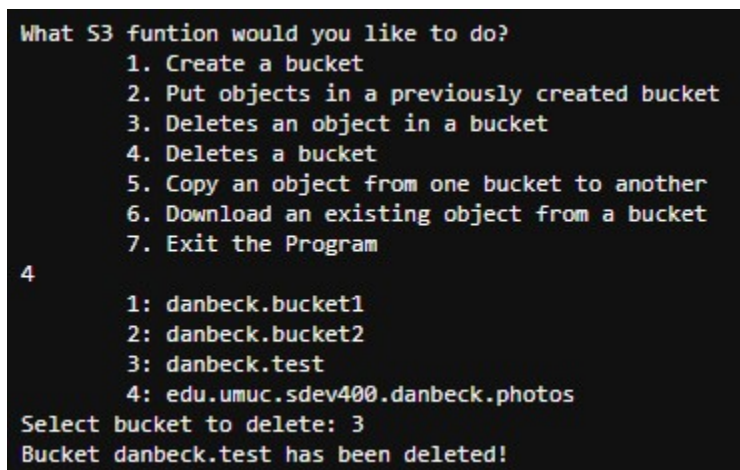 What S3 funtion would you like to do?
1. Create a bucket
2. Put objects in a previously created bucket
3. Deletes an object in a bucket
4. Deletes a bucket
5. Copy an object from one bucket to another
6. Download an existing object from a bucket
7. Exit the Program
4
1: danbeck.bucket1
2: danbeck.bucket2
3: danbeck.test
4: edu.umuc.sdev400.danbeck.photos
Select bucket to delete: 3
Bucket danbeck.test has been deleted!